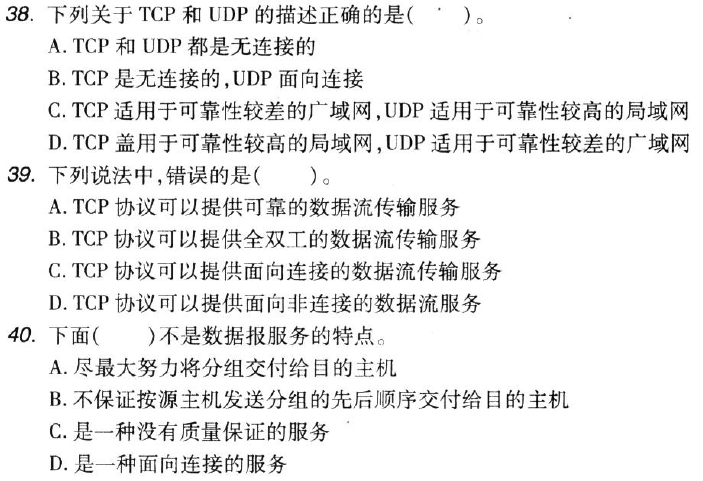 38. 下列关于 TCP 和 UDP 的描述正确的是(　　)。
A. TCP 和 UDP 都是无连接的
B. TCP 是无连接的,UDP 面向连接
C. TCP 适用于可靠性较差的广域网,UDP 适用于可靠性较高的局域网
D. TCP 盖用于可靠性较高的局域网,UDP 适用于可靠性较差的广域网
39. 下列说法中,错误的是(　　)。
A. TCP 协议可以提供可靠的数据流传输服务
B. TCP 协议可以提供全双工的数据流传输服务
C. TCP 协议可以提供面向连接的数据流传输服务
D. TCP 协议可以提供面向非连接的数据流服务
40. 下面(　　)不是数据报服务的特点。
A. 尽最大努力将分组交付给目的主机
B. 不保证按源主机发送分组的先后顺序交付给目的主机
C. 是一种没有质量保证的服务
D. 是一种面向连接的服务